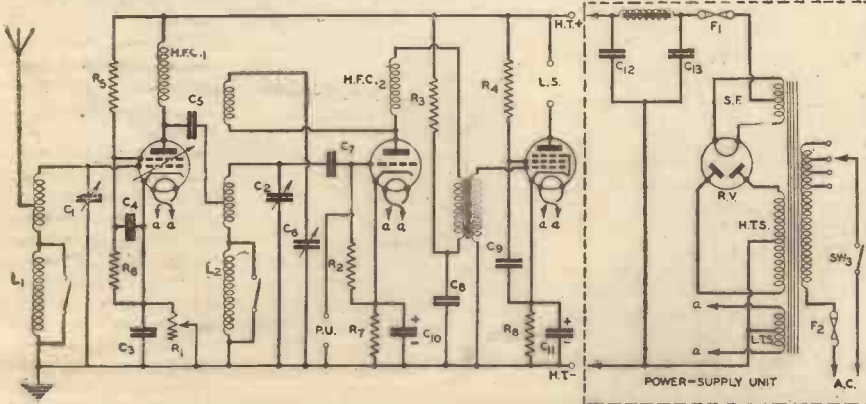 H.T.+
F1
H.F.C.1
R5
C5
H.F.C.2
R3
R4
L.S.
C12
C13
S.F.
R.V.
C7
C1
C4
C2
C6
a a
a a
a a
H.T.S.
L1
R6
L2
R2
C9
C8
SW3
C3
R1
P.U.
R7
+
-
C10
R8
+
-
C11
a
a
L.T.S.
F2
H.T.-
POWER-SUPPLY UNIT
A.C.